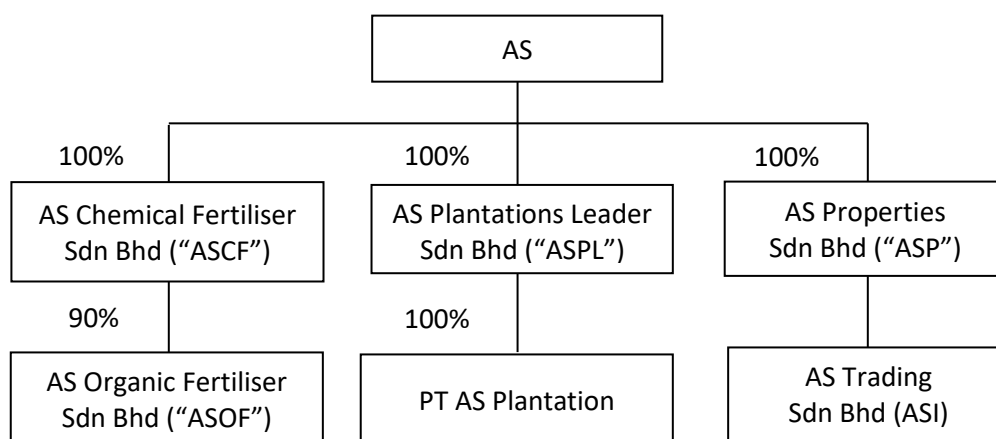 AS
100%
100%
100%
AS Chemical Fertiliser
Sdn Bhd (“ASCF”)
AS Plantations Leader
Sdn Bhd (“ASPL”)
AS Properties
Sdn Bhd (“ASP”)
90%
100%
AS Organic Fertiliser
Sdn Bhd (“ASOF”)
PT AS Plantation
AS Trading
Sdn Bhd (ASI)